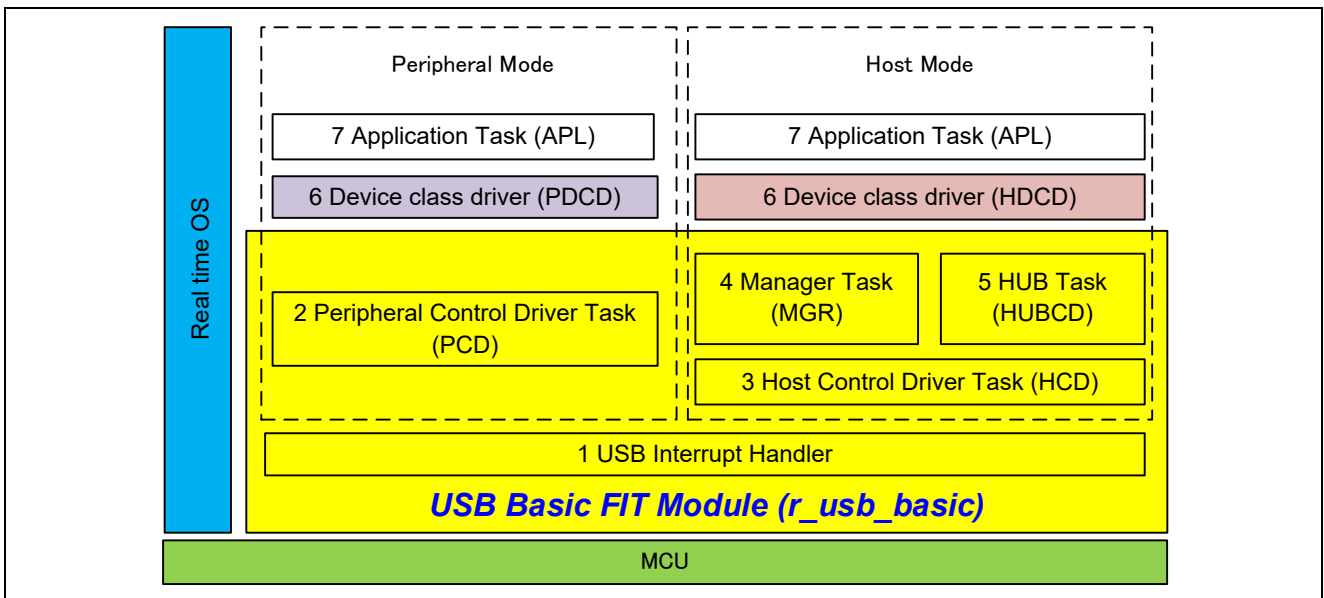 Real time OS
Peripheral Mode
Host Mode
7 Application Task (APL)
7 Application Task (APL)
6 Device class driver (PDCD)
6 Device class driver (HDCD)
2 Peripheral Control Driver Task
(PCD)
4 Manager Task
(MGR)
5 HUB Task
(HUBCD)
3 Host Control Driver Task (HCD)
1 USB Interrupt Handler
USB Basic FIT Module (r_usb_basic)
MCU